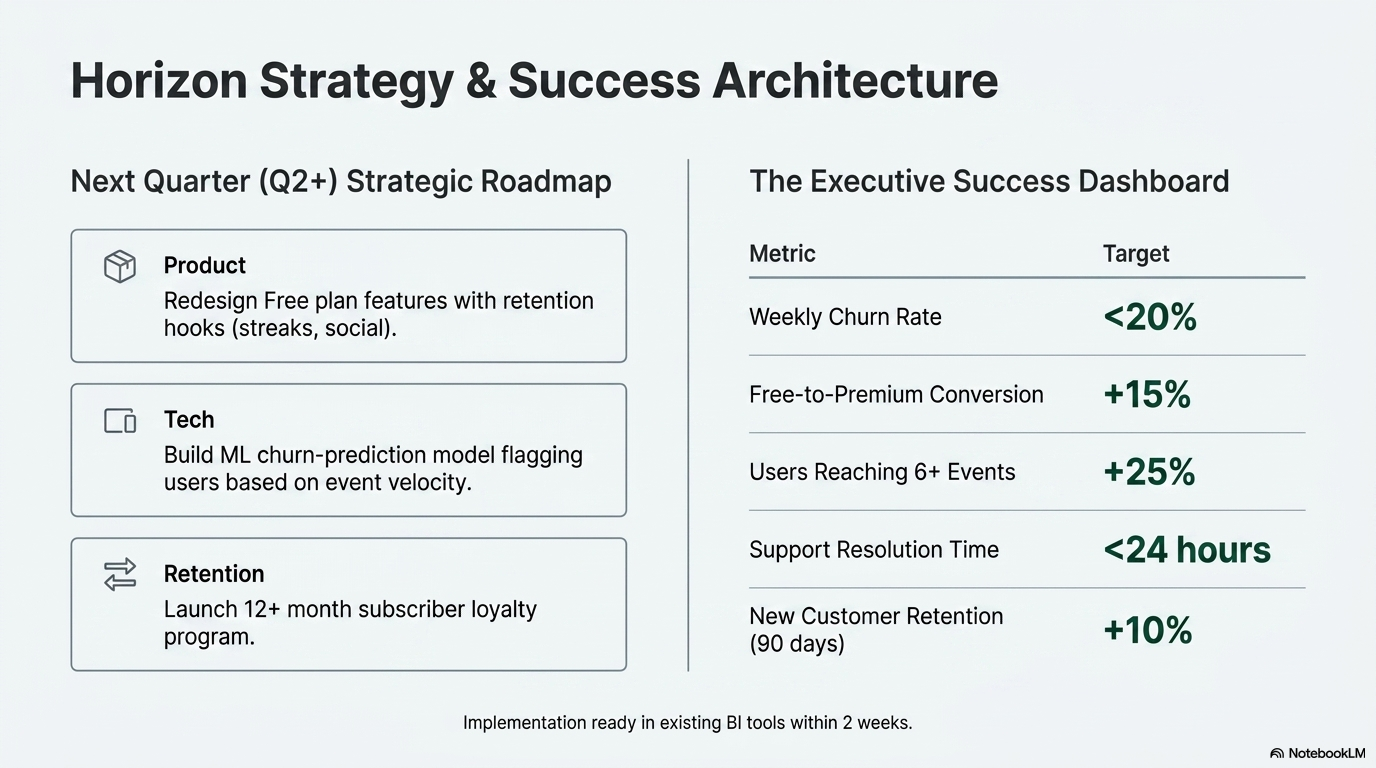 Horizon Strategy & Success Architecture
Next Quarter (Q2+) Strategic Roadmap
Product
Redesign Free plan features with retention
hooks (streaks, social).
Tech
Build ML churn-prediction model flagging
users based on event velocity.
Retention
Launch 12+ month subscriber loyalty
program.
The Executive Success Dashboard
Metric Target
Weekly Churn Rate <20%
Free-to-Premium Conversion +15%
Users Reaching 6+ Events +25%
Support Resolution Time <24 hours
New Customer Retention
(90 days) +10%
Implementation ready in existing BI tools within 2 weeks.
NotebookLM